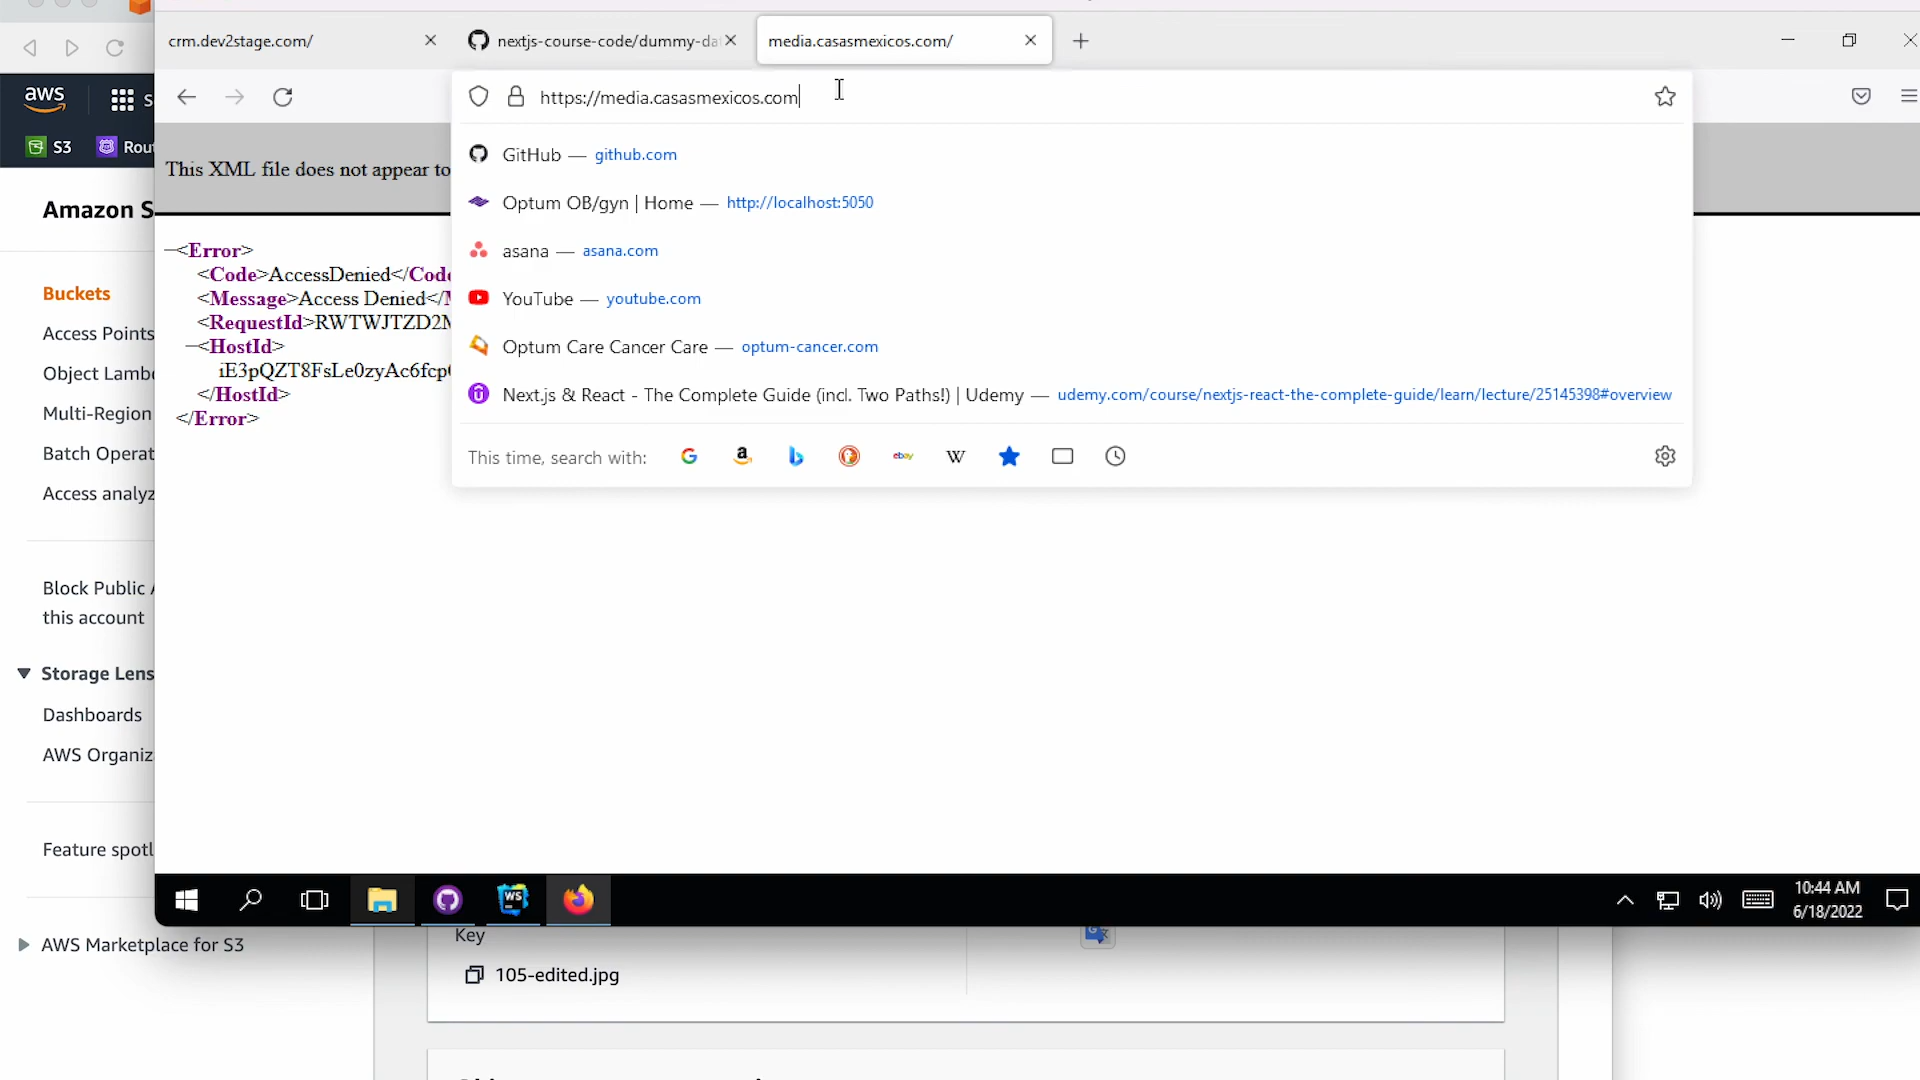 crm.dev2stage.com/
nextjs-course-code/dummy-da
media.casasmexicos.com/
aws
S3
Rout
https://media.casasmexicos.com
GitHub — github.com
Optum OB/gyn | Home — http://localhost:5050
asana — asana.com
YouTube — youtube.com
Optum Care Cancer Care — optum-cancer.com
Next.js & React - The Complete Guide (incl. Two Paths!) | Udemy — udemy.com/course/nextjs-react-the-complete-guide/learn/lecture/25145398#overview
This time, search with:
ebay
W
This XML file does not appear to
<Error>
<Code>AccessDenied</Code
<Message>Access Denied</
<RequestId>RWTWJTZD2
<HostId>
iE3pQZT8FsLe0zyAc6fcp
</HostId>
</Error>
Amazon S
Buckets
Access Points
Object Lamb
Multi-Region
Batch Operat
Access analyz
Block Public
this account
Storage Lens
Dashboards
AWS Organiz
Feature spotl
AWS Marketplace for S3
WS
10:44 AM
6/18/2022
Key
105-edited.jpg